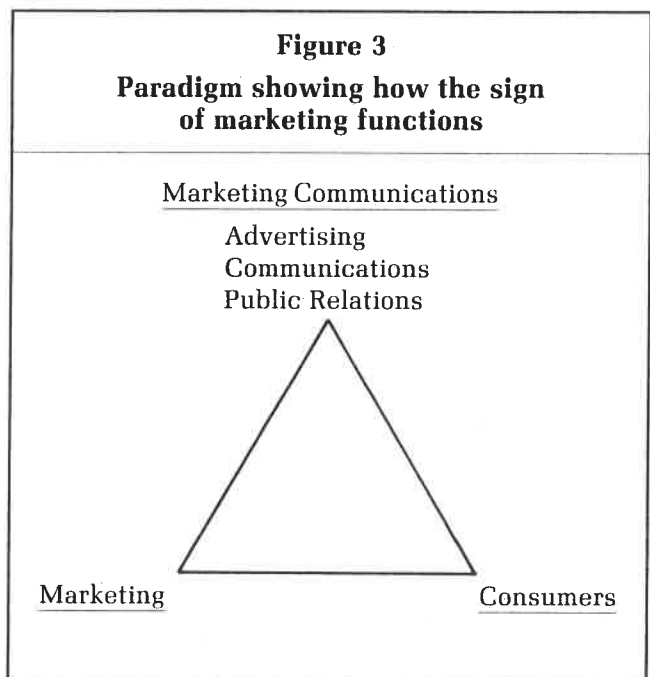 Figure 3
Paradigm showing how the sign
of marketing functions
Marketing Communications
Advertising
Communications
Public Relations
Marketing
Consumers